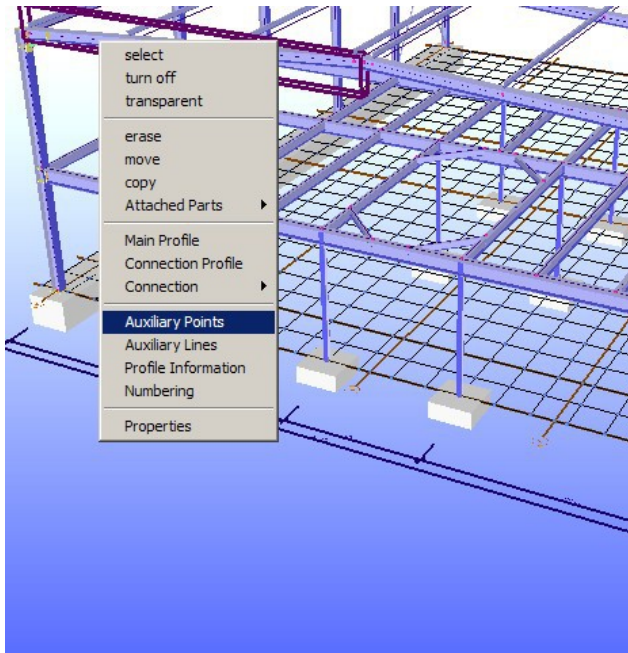 select
turn off
transparent
erase
move
copy
Attached Parts
Main Profile
Connection Profile
Connection
Auxiliary Points
Auxiliary Lines
Profile Information
Numbering
Properties